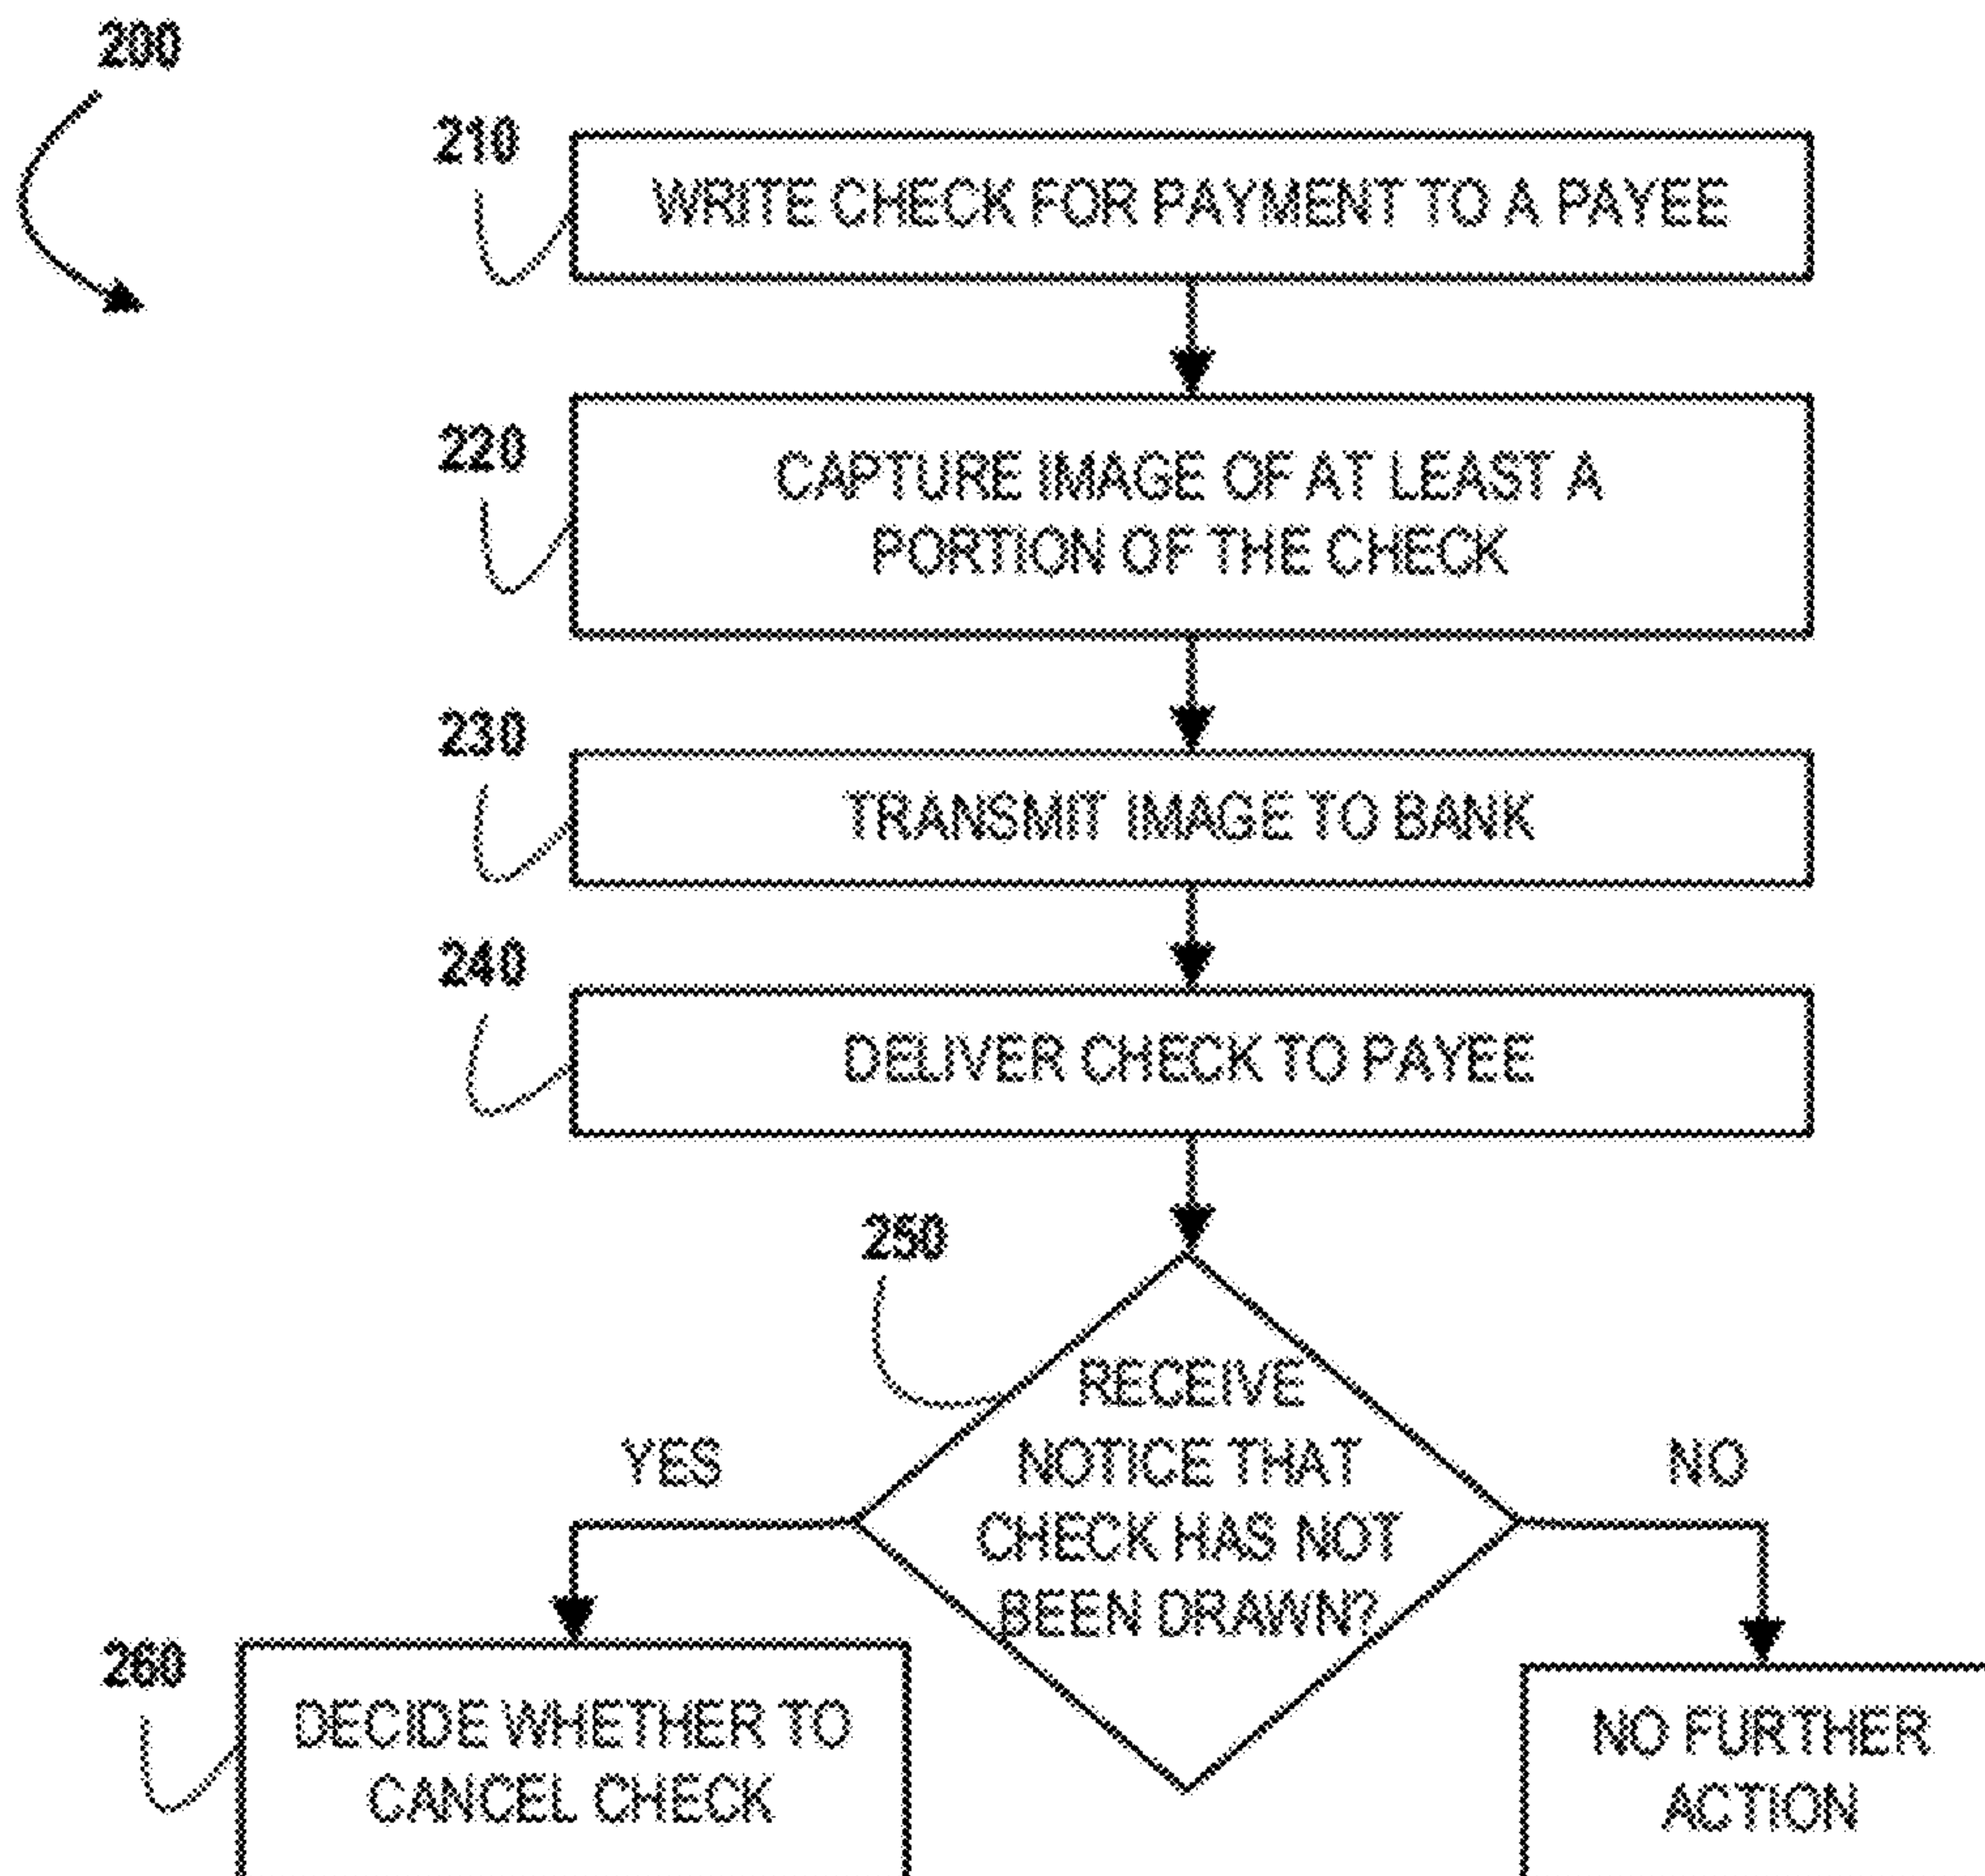 200
210
WRITE CHECK FOR PAYMENT TO A PAYEE
220
CAPTURE IMAGE OF AT LEAST A
PORTION OF THE CHECK
230
TRANSMIT IMAGE TO BANK
240
DELIVER CHECK TO PAYEE
250
RECEIVE
NOTICE THAT
CHECK HAS NOT
BEEN DRAWN?
YES
NO
260
DECIDE WHETHER TO
CANCEL CHECK
NO FURTHER
ACTION